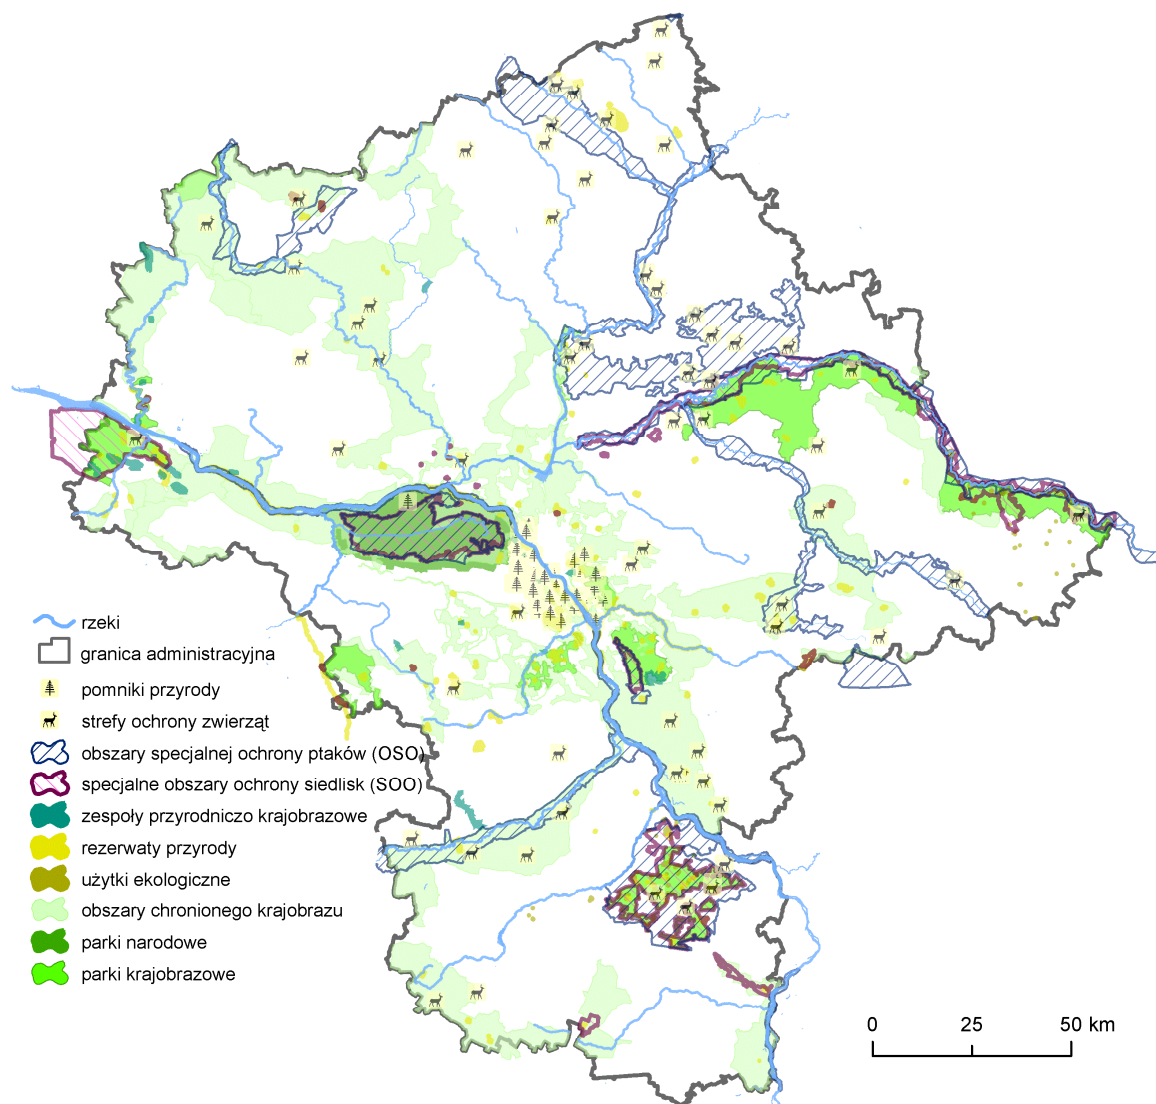 rzeki
granica administracyjna
pomniki przyrody
strefy ochrony zwierząt
obszary specjalnej ochrony ptaków (OSO)
specjalne obszary ochrony siedlisk (SOO)
zespoły przyrodniczo krajobrazowe
rezerwaty przyrody
użytki ekologiczne
obszary chronionego krajobrazu
parki narodowe
parki krajobrazowe
0 25 50 km